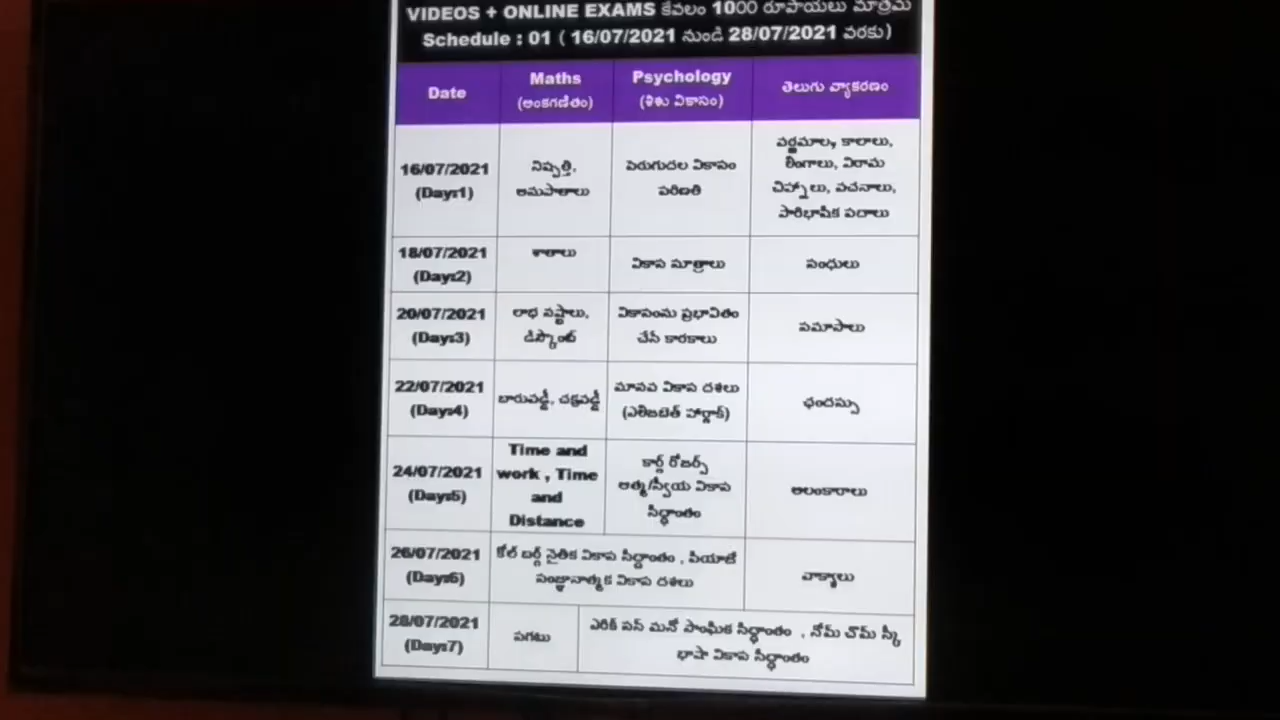 VIDEOS + ONLINE EXAMS కేవలం 1000 రూపాయలు మాత్రమే
Schedule : 01 ( 16/07/2021 నుండి 28/07/2021 వరకు)
Date
Maths
(అంకగణితం)
Psychology
(శిశు వికాసం)
తెలుగు వ్యాకరణం
16/07/2021
(Day:1)
నిష్పత్తి,
అనుపాతాలు
పెరుగుదల వికాసం
పరిణతి
వర్ణమాల, కాలాలు,
లింగాలు, విరామ
చిహ్నాలు, వచనాలు,
పారిభాషిక పదాలు
18/07/2021
(Day:2)
శాతాలు
వికాస సూత్రాలు
సంధులు
20/07/2021
(Day:3)
లాభ నష్టాలు,
డిస్కౌంట్
వికాసంను ప్రభావితం
చేసే కారకాలు
సమాసాలు
22/07/2021
(Day:4)
బారువడ్డీ, చక్రవడ్డీ
మానవ వికాస దశలు
(ఎలిజబెత్ హార్లాక్)
ఛందస్సు
24/07/2021
(Day:5)
Time and
work , Time
and
Distance
కార్ల్ రోజర్స్
ఆత్మ/స్వీయ వికాస
సిద్ధాంతం
అలంకారాలు
26/07/2021
(Day:6)
కోల్ బర్గ్ నైతిక వికాస సిద్ధాంతం , పియాజే
సంజ్ఞానాత్మక వికాస దశలు
వాక్యాలు
28/07/2021
(Day:7)
సగటు
ఎరిక్ సన్ మనో సాంఘిక సిద్ధాంతం , నోమ్ చౌమ్ స్కీ
భాషా వికాస సిద్ధాంతం